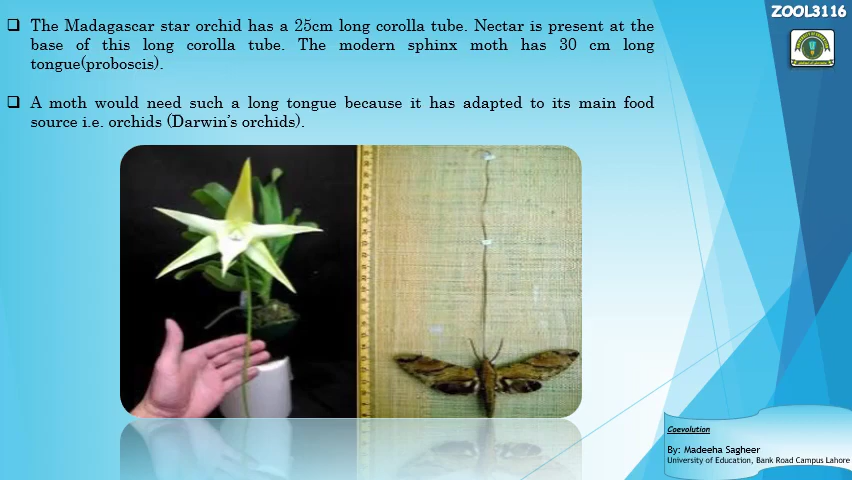 ZOOL3116
The Madagascar star orchid has a 25cm long corolla tube. Nectar is present at the
base of this long corolla tube. The modern sphinx moth has 30 cm long
tongue(proboscis).
A moth would need such a long tongue because it has adapted to its main food
source i.e. orchids (Darwin's orchids).
Coevolution
By: Madeeha Sagheer
University of Education, Bank Road Campus Lahore